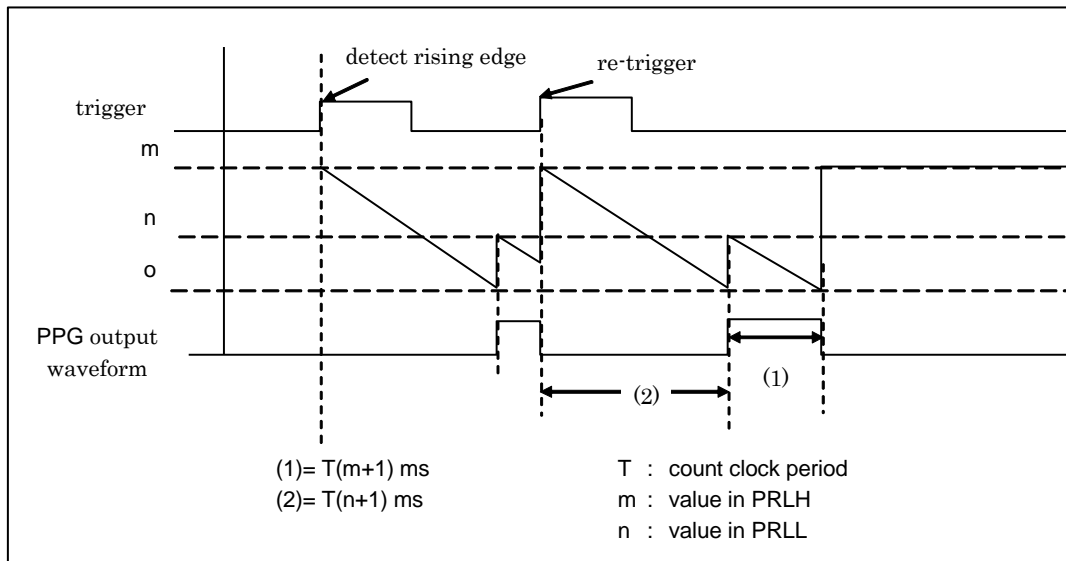 detect rising edge
re-trigger
trigger
m
n
o
PPG output
waveform
(1)
(2)
(1)= T(m+1) ms
(2)= T(n+1) ms
T : count clock period
m : value in PRLH
n : value in PRLL